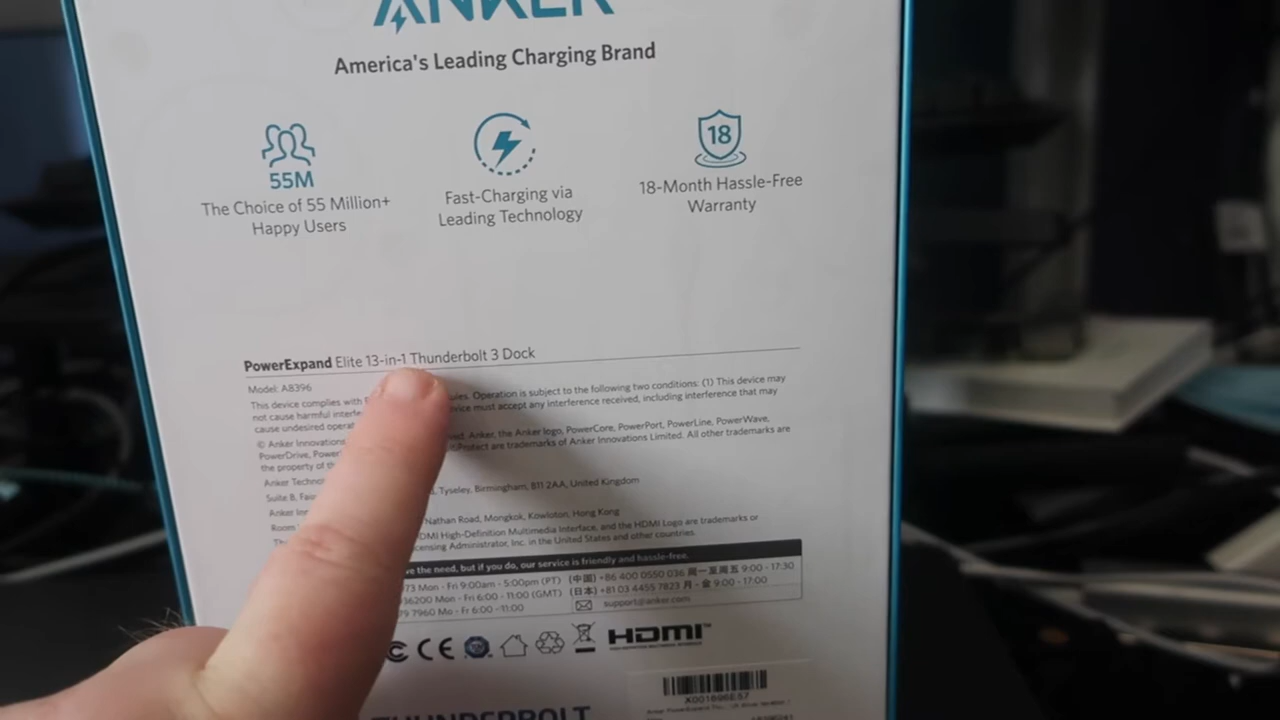 ANKER
America's Leading Charging Brand
55M
The Choice of 55 Million+
Happy Users
Fast-Charging via
Leading Technology
18
18-Month Hassle-Free
Warranty
PowerExpand Elite 13-in-1 Thunderbolt 3 Dock
Model: A8396
This device complies with ules. Operation is subject to the following two conditions: (1) This device may
not cause harmful interfe vice must accept any interference received, including interference that may
cause undesired operat
© Anker Innovations ed. Anker, the Anker logo, PowerCore, PowerPort, PowerLine, PowerWave,
PowerDrive, Power Protect are trademarks of Anker Innovations Limited. All other trademarks are
the property of th
Anker Technol , Tyseley, Birmingham, B11 2AA, United Kingdom
Suite B, Fair
Anker Inn Nathan Road, Mongkok, Kowloton, Hong Kong
Room
DMI High-Definition Multimedia Interface, and the HDMI Logo are trademarks or
Th censing Administrator, Inc. in the United States and other countries.
ve the need, but if you do, our service is friendly and hassle-free.
73 Mon - Fri 9:00am - 5:00pm (PT) (中国) +86 400 0550 036 周一至周五 9:00 - 17:30
36200 Mon - Fri 6:00 - 11:00 (GMT) (日本) +81 03 4455 7823 月 - 金 9:00 - 17:00
79 7960 Mo - Fr 6:00 - 11:00 support@anker.com
CE HDMI™
HIGH-DEFINITION MULTIMEDIA INTERFACE
X001696E57
THUNDERBOLT